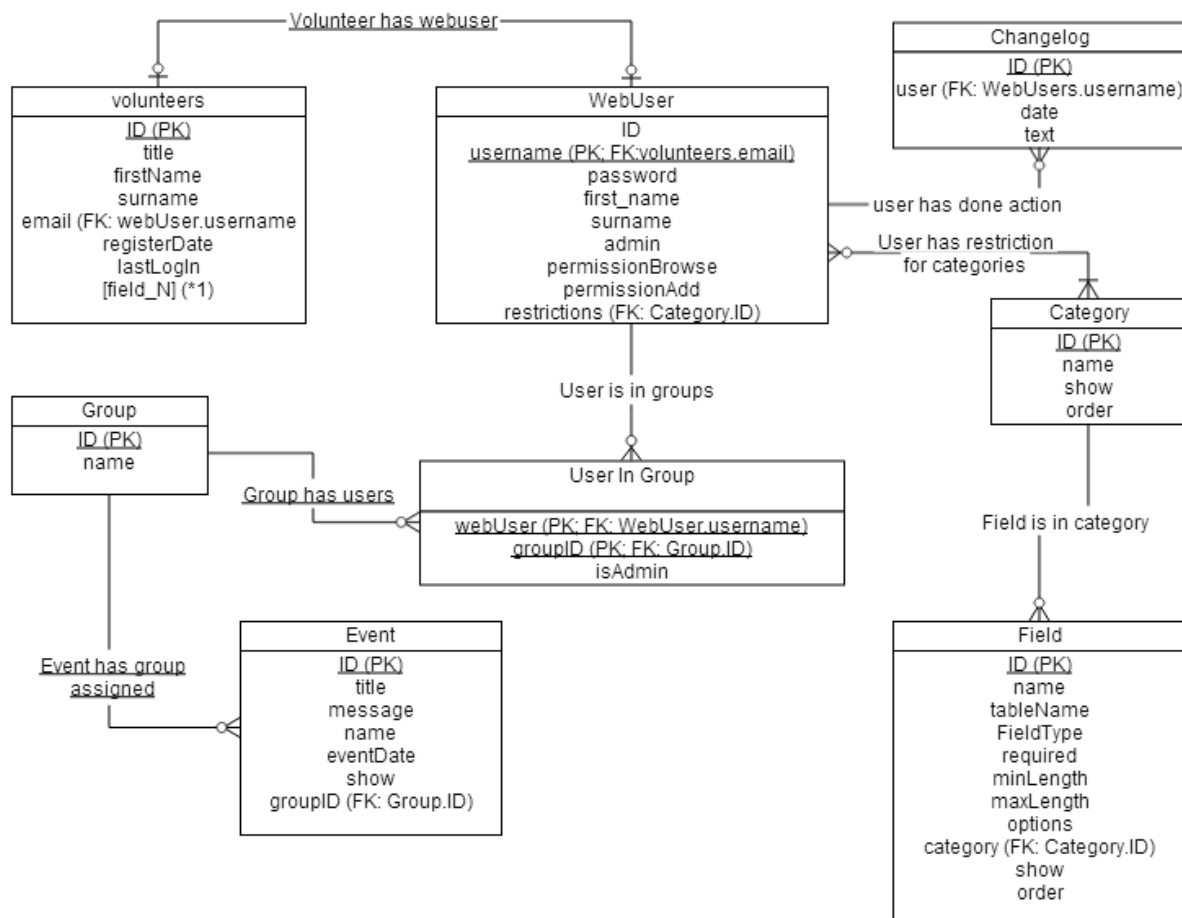 Volunteer has webuser
volunteers
ID (PK)
title
firstName
surname
email (FK: webUser.username
registerDate
lastLogIn
[field_N] (*1)
WebUser
ID
username (PK; FK:volunteers.email)
password
first_name
surname
admin
permissionBrowse
permissionAdd
restrictions (FK: Category.ID)
Changelog
ID (PK)
user (FK: WebUsers.username)
date
text
user has done action
User has restriction
for categories
Category
ID (PK)
name
show
order
User is in groups
Group
ID (PK)
name
Group has users
User In Group
webUser (PK; FK: WebUser.username)
groupID (PK; FK: Group.ID)
isAdmin
Field is in category
Event has group
assigned
Event
ID (PK)
title
message
name
eventDate
show
groupID (FK: Group.ID)
Field
ID (PK)
name
tableName
FieldType
required
minLength
maxLength
options
category (FK: Category.ID)
show
order